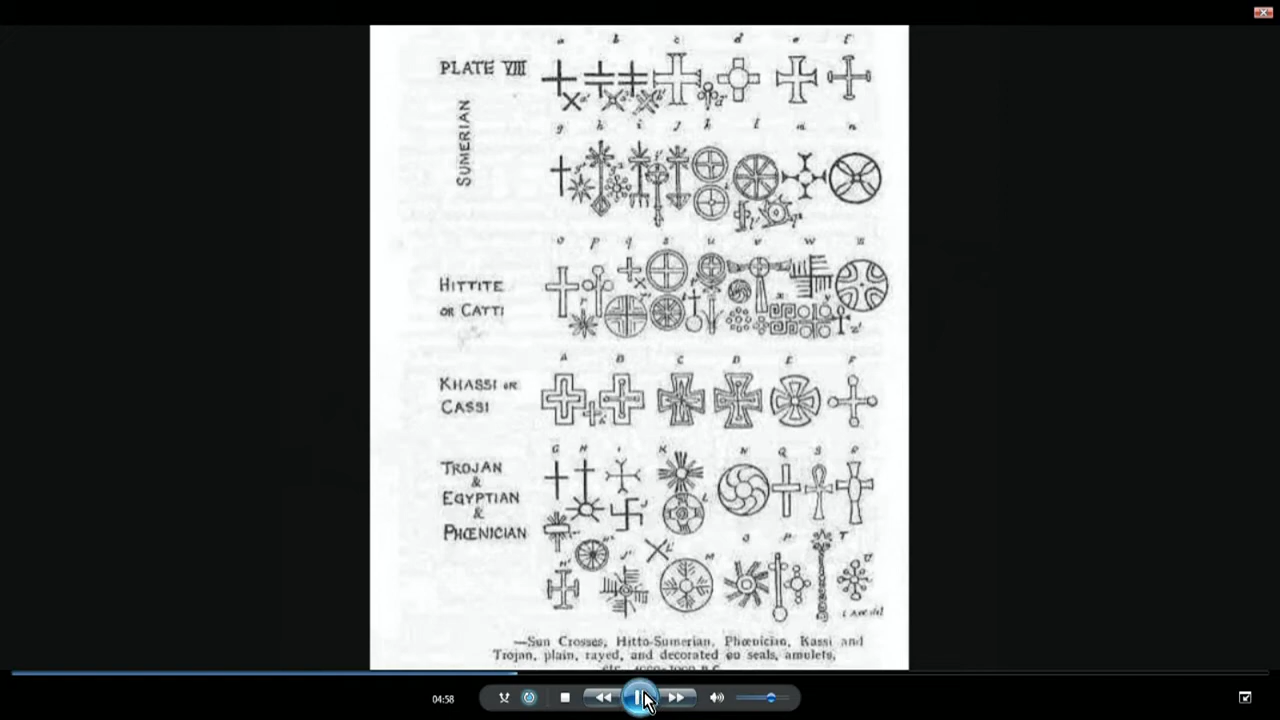 a b c d e f
PLATE VIII
a' b'
d'
SUMERIAN
g h i j k l m n
o p q s u v w z
HITTITE
OR CATTI
r x y
z'
A B C D E F
KHASSI OR
CASSI
G H I K N Q S R
TROJAN
&
EGYPTIAN
&
PHŒNICIAN
J L
L'
M O P T U
—Sun Crosses, Hitto-Sumerian, Phœnician, Kassi and
Trojan, plain, rayed, and decorated on seals, amulets,
etc.
04:58